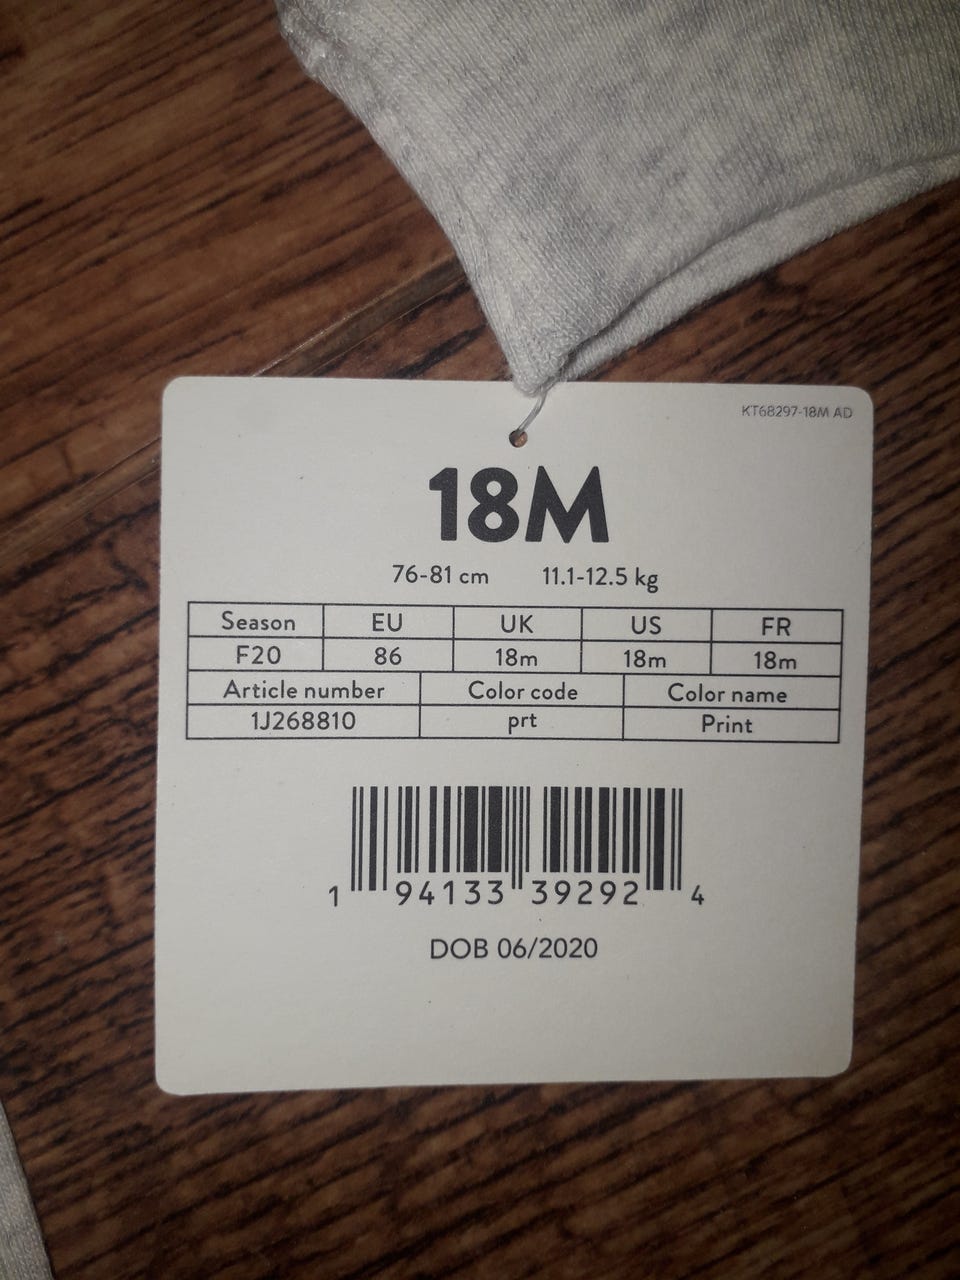 KT68297-18M AD
18M
76-81 cm 11.1-12.5 kg
Season EU UK US FR
F20 86 18m 18m 18m
Article number Color code Color name
1J268810 prt Print
1 94133 39292 4
DOB 06/2020